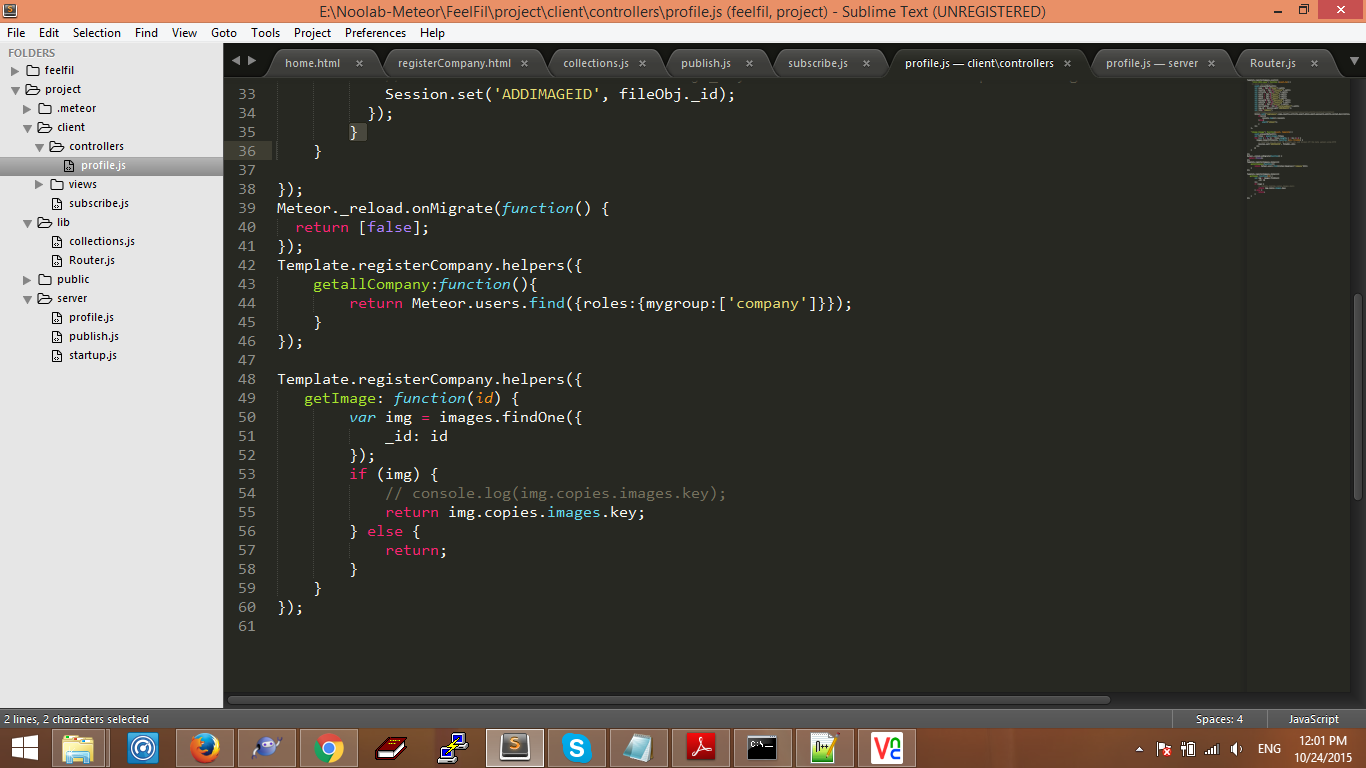 E:\Noolab-Meteor\FeelFil\project\client\controllers\profile.js (feelfil, project) - Sublime Text (UNREGISTERED)
File Edit Selection Find View Goto Tools Project Preferences Help
FOLDERS
feelfil
project
.meteor
client
controllers
profile.js
views
subscribe.js
lib
collections.js
Router.js
public
server
profile.js
publish.js
startup.js
home.html × registerCompany.html × collections.js × publish.js × subscribe.js × profile.js — client\controllers × profile.js — server × Router.js ×
33 Session.set('ADDIMAGEID', fileObj._id);
34 });
35 }
36 }
37
38 });
39 Meteor._reload.onMigrate(function() {
40 return [false];
41 });
42 Template.registerCompany.helpers({
43 getallCompany:function(){
44 return Meteor.users.find({roles:{mygroup:['company']}});
45 }
46 });
47
48 Template.registerCompany.helpers({
49 getImage: function(id) {
50 var img = images.findOne({
51 _id: id
52 });
53 if (img) {
54 // console.log(img.copies.images.key);
55 return img.copies.images.key;
56 } else {
57 return;
58 }
59 }
60 });
61
2 lines, 2 characters selected
Spaces: 4 JavaScript
ENG
12:01 PM
10/24/2015